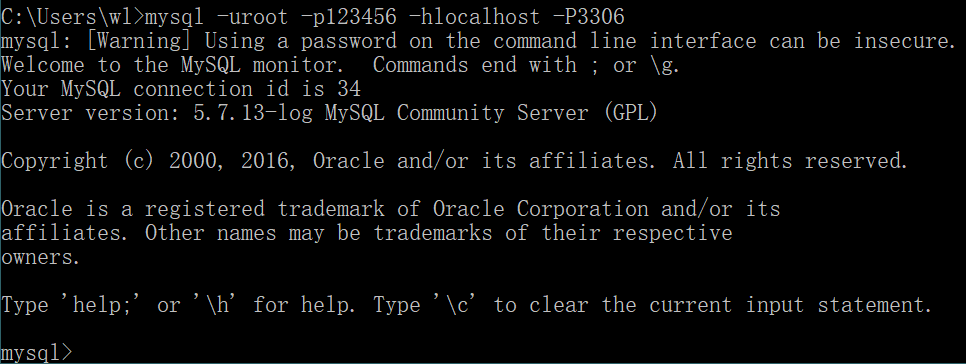 C:\Users\wl>mysql -uroot -p123456 -hlocalhost -P3306
mysql: [Warning] Using a password on the command line interface can be insecure.
Welcome to the MySQL monitor.  Commands end with ; or \g.
Your MySQL connection id is 34
Server version: 5.7.13-log MySQL Community Server (GPL)

Copyright (c) 2000, 2016, Oracle and/or its affiliates. All rights reserved.

Oracle is a registered trademark of Oracle Corporation and/or its
affiliates. Other names may be trademarks of their respective
owners.

Type 'help;' or '\h' for help. Type '\c' to clear the current input statement.

mysql>